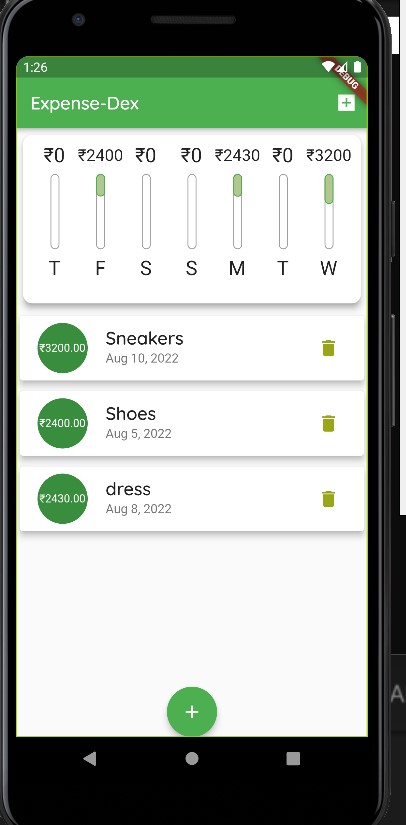 1:26
DEBUG
Expense-Dex
₹0 ₹2400 ₹0 ₹0 ₹2430 ₹0 ₹3200
T F S S M T W
₹3200.00
Sneakers
Aug 10, 2022
₹2400.00
Shoes
Aug 5, 2022
₹2430.00
dress
Aug 8, 2022
A